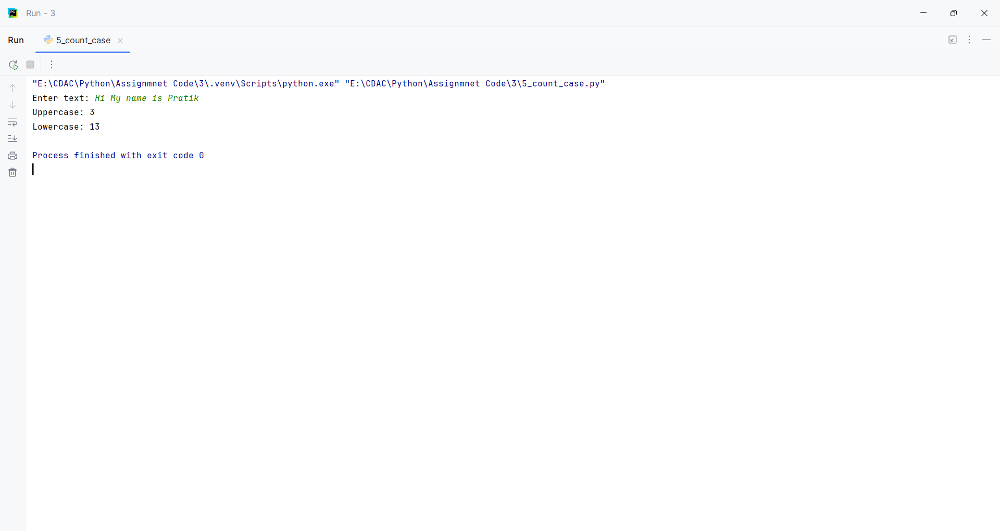 Run - 3
Run 5_count_case
"E:\CDAC\Python\Assignmnet Code\3\.venv\Scripts\python.exe" "E:\CDAC\Python\Assignmnet Code\3\5_count_case.py"
Enter text: Hi My name is Pratik
Uppercase: 3
Lowercase: 13
Process finished with exit code 0